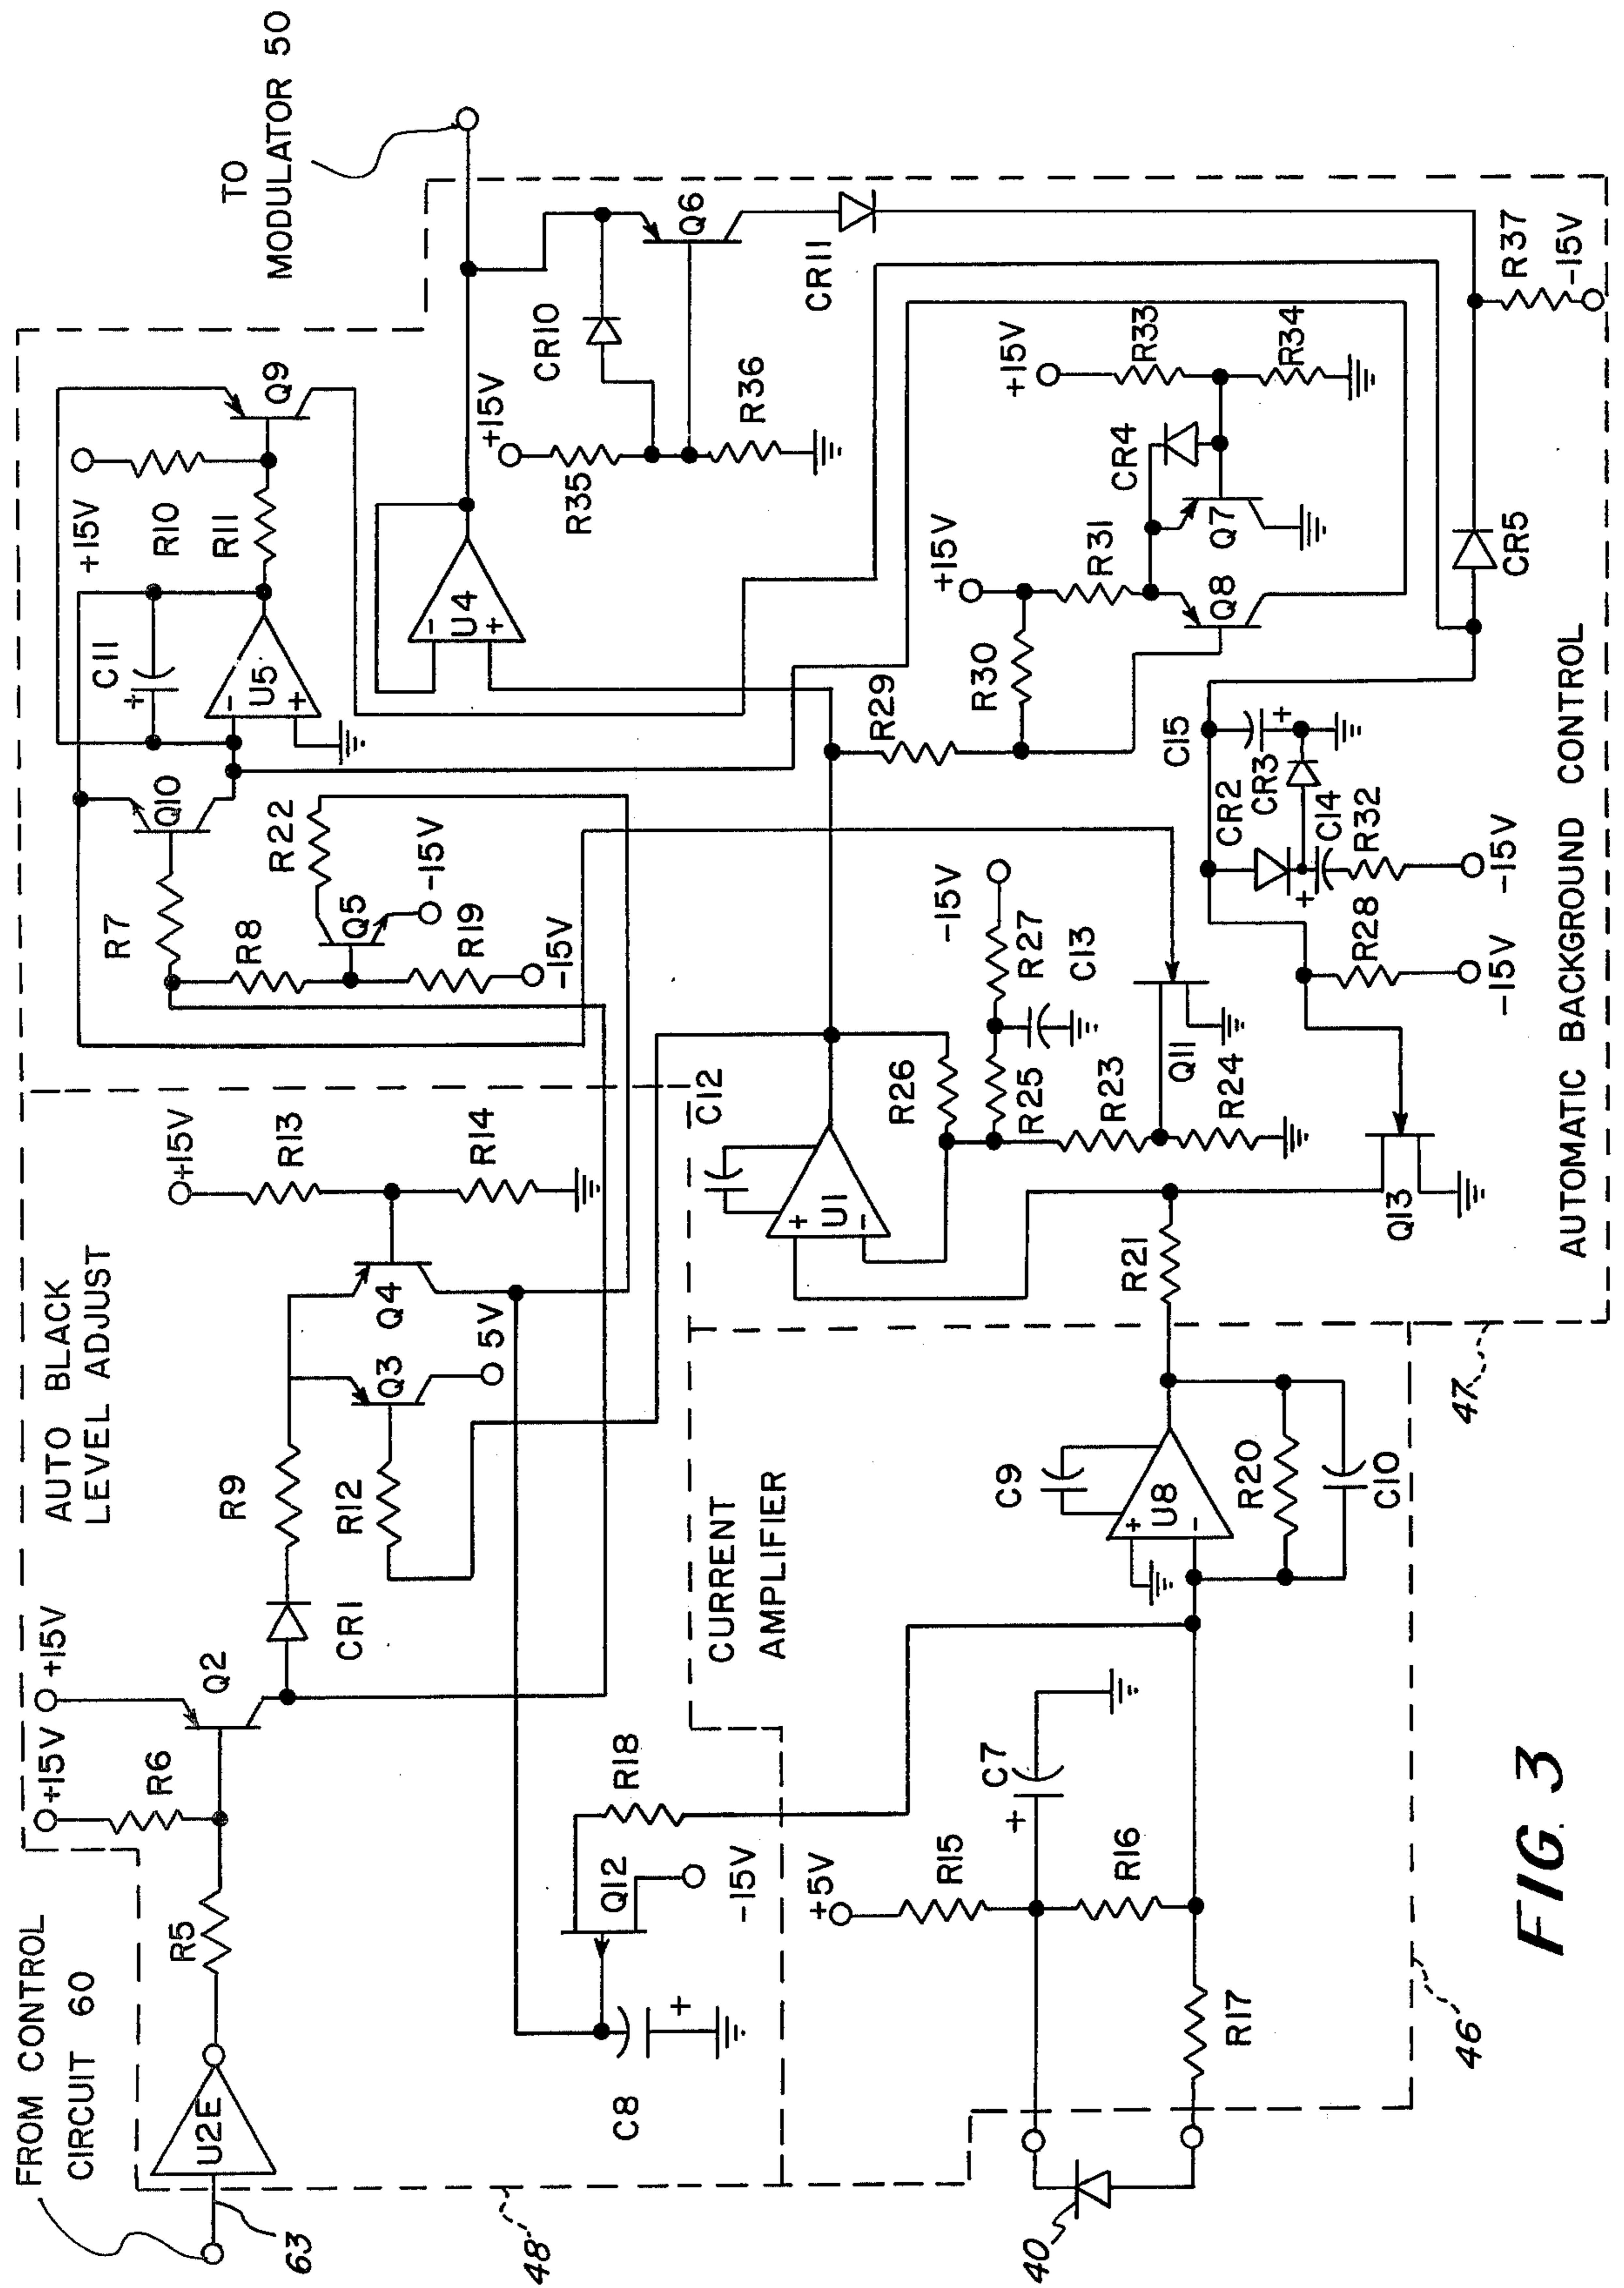 FROM CONTROL
CIRCUIT 60
63
U2E
R5
+15V
R6
+15V
Q2
CR1
R9
AUTO BLACK
LEVEL ADJUST
R12
Q3
5V
Q4
+15V
R13
R14
48
C8
+
Q12
-15V
R18
R7
R8
Q10
R22
Q5
-15V
R19
-15V
C11
+
U5
-
+
+15V
R10
R11
Q9
TO
MODULATOR 50
U4
-
+
+15V
R35
R36
CR10
Q6
CR11
R37
-15V
CURRENT
AMPLIFIER
C12
U1
+
-
R26
R25
R27
-15V
C13
R23
R24
Q11
R29
R30
+15V
R31
Q8
Q7
CR4
+15V
R33
R34
CR5
C15
+
CR3
CR2
C14
+
R32
-15V
R28
-15V
Q13
R21
AUTOMATIC BACKGROUND CONTROL
47
C9
U8
+
-
R20
C10
C7
+
+5V
R15
R16
R17
46
40
FIG. 3